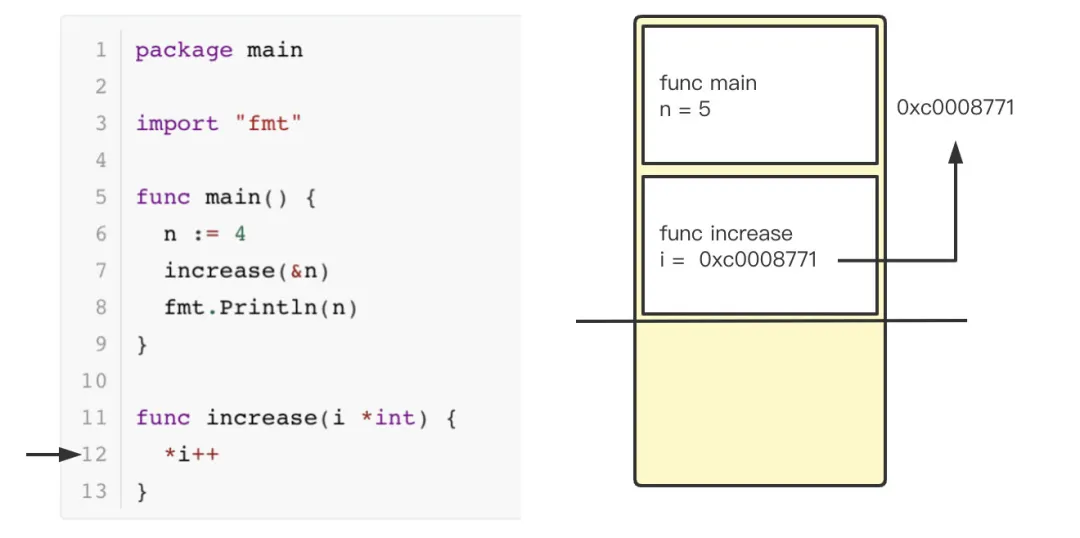 1 package main
2
3 import "fmt"
4
5 func main() {
6 n := 4
7 increase(&n)
8 fmt.Println(n)
9 }
10
11 func increase(i *int) {
12 *i++
13 }
func main
n = 5
0xc0008771
func increase
i = 0xc0008771